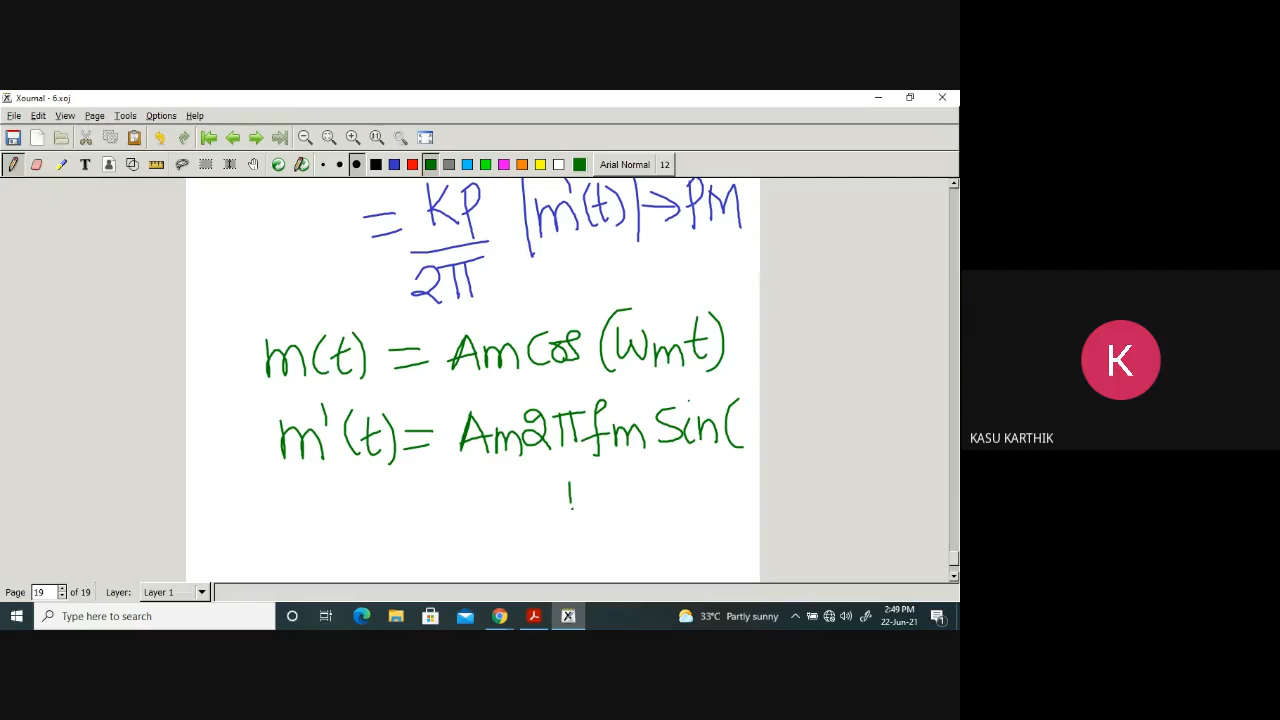 Xournal - 6.xoj
File Edit View Page Tools Options Help
T Arial Normal 12
= KP/2π |m'(t)| → PM
m(t) = Am Cos (ωmt)
m'(t) = Am2πfm Sin(
K
KASU KARTHIK
Page 19 of 19 Layer: Layer 1
Type here to search
33°C Partly sunny
2:49 PM
22-Jun-21
1